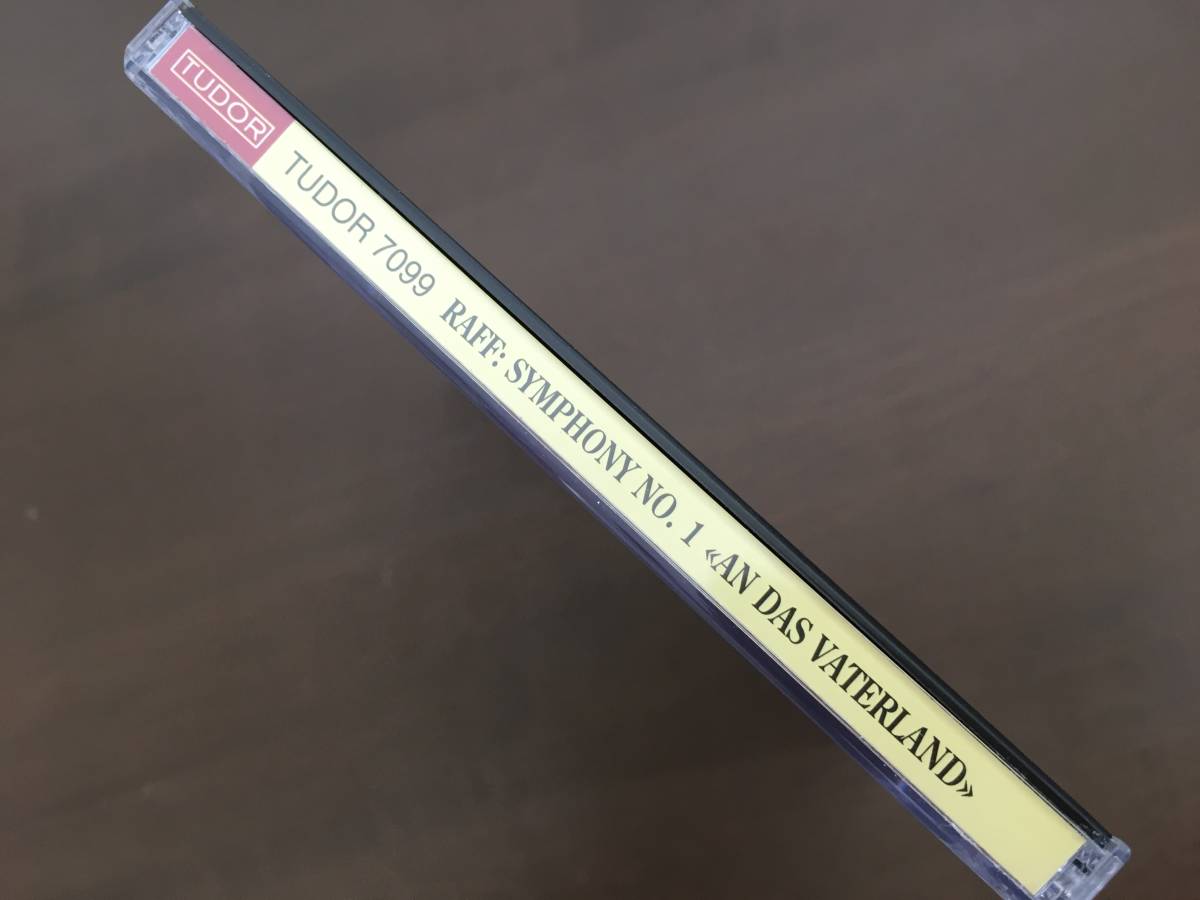 TUDOR
TUDOR 7099 RAFF: SYMPHONY NO. 1 «AN DAS VATERLAND»